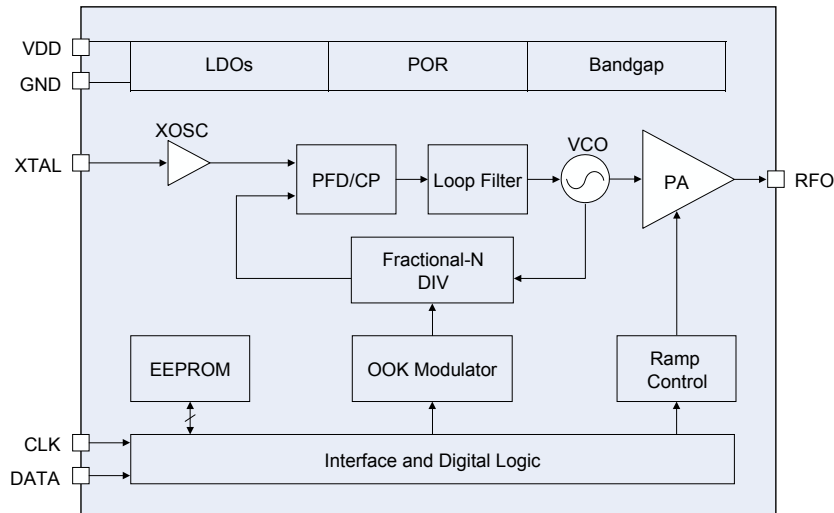 VDD
GND
LDOs
POR
Bandgap
XOSC
XTAL
PFD/CP
Loop Filter
VCO
PA
RFO
Fractional-N
DIV
EEPROM
OOK Modulator
Ramp
Control
CLK
DATA
Interface and Digital Logic